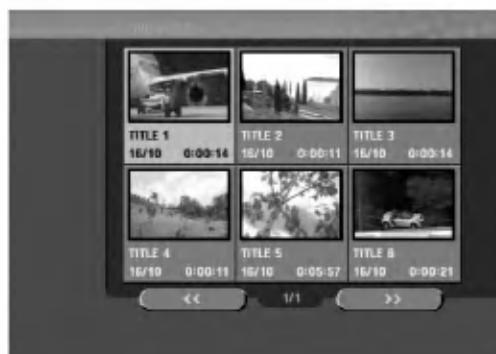 TITLE 1
16/10 0:00:14
TITLE 2
16/10 0:00:11
TITLE 3
16/10 0:00:14
TITLE 4
16/10 0:00:11
TITLE 5
16/10 0:05:57
TITLE 6
16/10 0:00:21
<< 1/1 >>